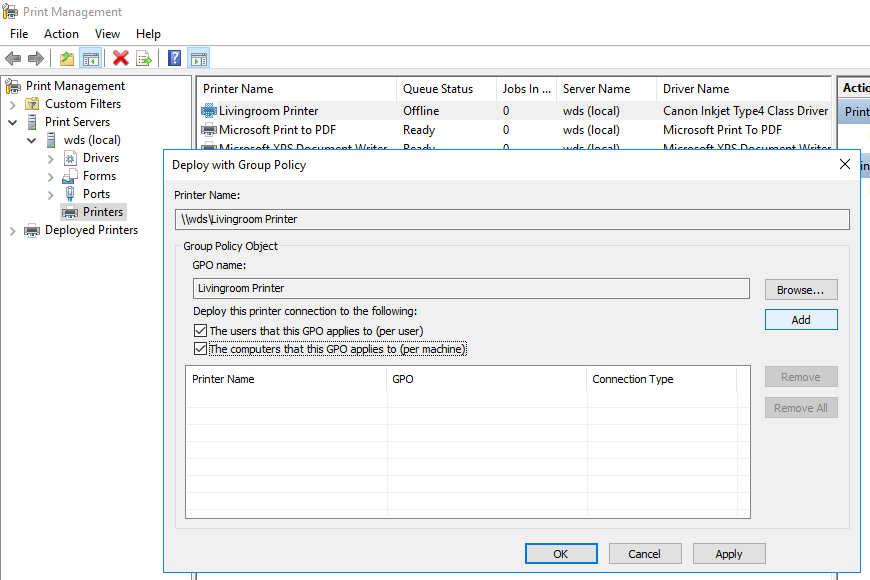 Print Management
File Action View Help
Print Management
Custom Filters
Print Servers
wds (local)
Drivers
Forms
Ports
Printers
Deployed Printers
Printer Name Queue Status Jobs In ... Server Name Driver Name
Livingroom Printer Offline 0 wds (local) Canon Inkjet Type4 Class Driver
Microsoft Print to PDF Ready 0 wds (local) Microsoft Print To PDF
Microsoft XPS Document Writer Ready 0 wds (local) Microsoft XPS Document Writer
Actio
Print
in
Deploy with Group Policy
Printer Name:
\\wds\Livingroom Printer
Group Policy Object
GPO name:
Livingroom Printer
Browse...
Deploy this printer connection to the following:
Add
The users that this GPO applies to (per user)
The computers that this GPO applies to (per machine)
Printer Name GPO Connection Type
Remove
Remove All
OK Cancel Apply